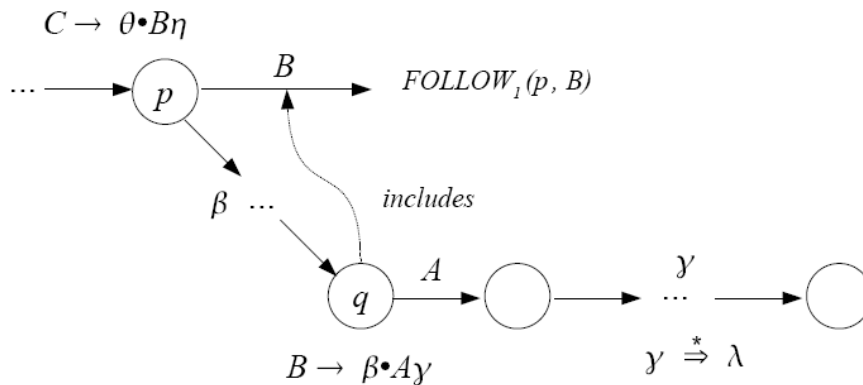 C → θ•Bη
... p B FOLLOW₁(p, B)
β ... includes
q A γ
...
B → β•Aγ γ *⇒ λ